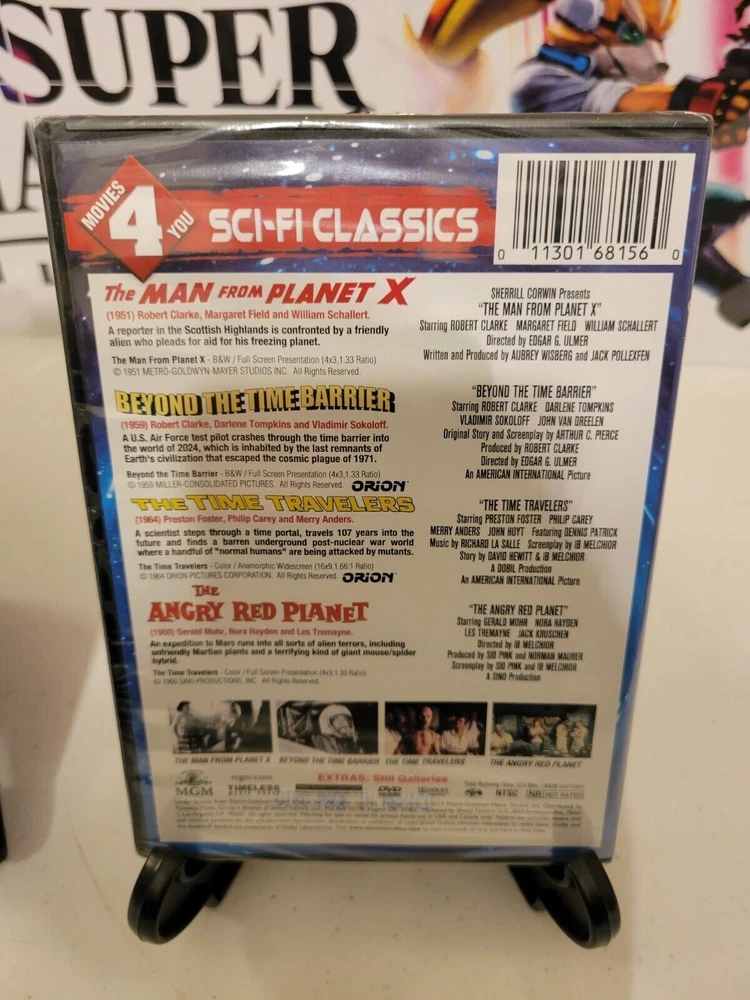 SUPER
MOVIES
4
YOU
SCI-FI CLASSICS
0 11301 68156 0
The MAN FROM PLANET X
(1951) Robert Clarke, Margaret Field and William Schallert.
A reporter in the Scottish Highlands is confronted by a friendly
alien who pleads for aid for his freezing planet.
The Man From Planet X - B&W / Full Screen Presentation (4x3,1.33 Ratio)
© 1951 METRO-GOLDWYN-MAYER STUDIOS INC. All Rights Reserved.
BEYOND THE TIME BARRIER
(1959) Robert Clarke, Darlene Tompkins and Vladimir Sokoloff.
A U.S. Air Force test pilot crashes through the time barrier into
the world of 2024, which is inhabited by the last remnants of
Earth's civilization that escaped the cosmic plague of 1971.
Beyond the Time Barrier - B&W / Full Screen Presentation (4x3,1.33 Ratio)
© 1959 MILLER-CONSOLIDATED PICTURES. All Rights Reserved. ORION
THE TIME TRAVELERS
(1964) Preston Foster, Philip Carey and Merry Anders.
A scientist steps through a time portal, travels 107 years into the
future and finds a barren underground post-nuclear war world
where a handful of "normal humans" are being attacked by mutants.
The Time Travelers - Color / Anamorphic Widescreen (16x9,1.66:1 Ratio)
© 1964 ORION PICTURES CORPORATION. All Rights Reserved. ORION
THE
ANGRY RED PLANET
(1960) Gerald Mohr, Nora Hayden and Les Tremayne.
An expedition to Mars runs into all sorts of alien terrors, including
unfriendly Martian plants and a terrifying kind of giant mouse/spider
hybrid.
The Time Travelers - Color / Full Screen Presentation (4x3,1.33 Ratio)
© 1960 SINO PRODUCTIONS, INC. All Rights Reserved.
SHERRILL CORWIN Presents
"THE MAN FROM PLANET X"
Starring ROBERT CLARKE MARGARET FIELD WILLIAM SCHALLERT
Directed by EDGAR G. ULMER
Written and Produced by AUBREY WISBERG and JACK POLLEXFEN
"BEYOND THE TIME BARRIER"
Starring ROBERT CLARKE DARLENE TOMPKINS
VLADIMIR SOKOLOFF JOHN VAN DREELEN
Original Story and Screenplay by ARTHUR C. PIERCE
Produced by ROBERT CLARKE
Directed by EDGAR G. ULMER
An AMERICAN INTERNATIONAL Picture
"THE TIME TRAVELERS"
Starring PRESTON FOSTER PHILIP CAREY
MERRY ANDERS JOHN HOYT Featuring DENNIS PATRICK
Music by RICHARD LA SALLE Screenplay by IB MELCHIOR
Story by DAVID HEWITT & IB MELCHIOR
A DOBIL Production
An AMERICAN INTERNATIONAL Picture
"THE ANGRY RED PLANET"
Starring GERALD MOHR NORA HAYDEN
LES TREMAYNE JACK KRUSCHEN
Directed by IB MELCHIOR
Produced by SID PINK and NORMAN MAURER
Screenplay by SID PINK and IB MELCHIOR
A SINO Production
THE MAN FROM PLANET X
BEYOND THE TIME BARRIER
THE TIME TRAVELERS
THE ANGRY RED PLANET
MGM
mgm.com
TIMELESS
EXTRAS: Still Galleries
DVD
NTSC
NR NOT RATED